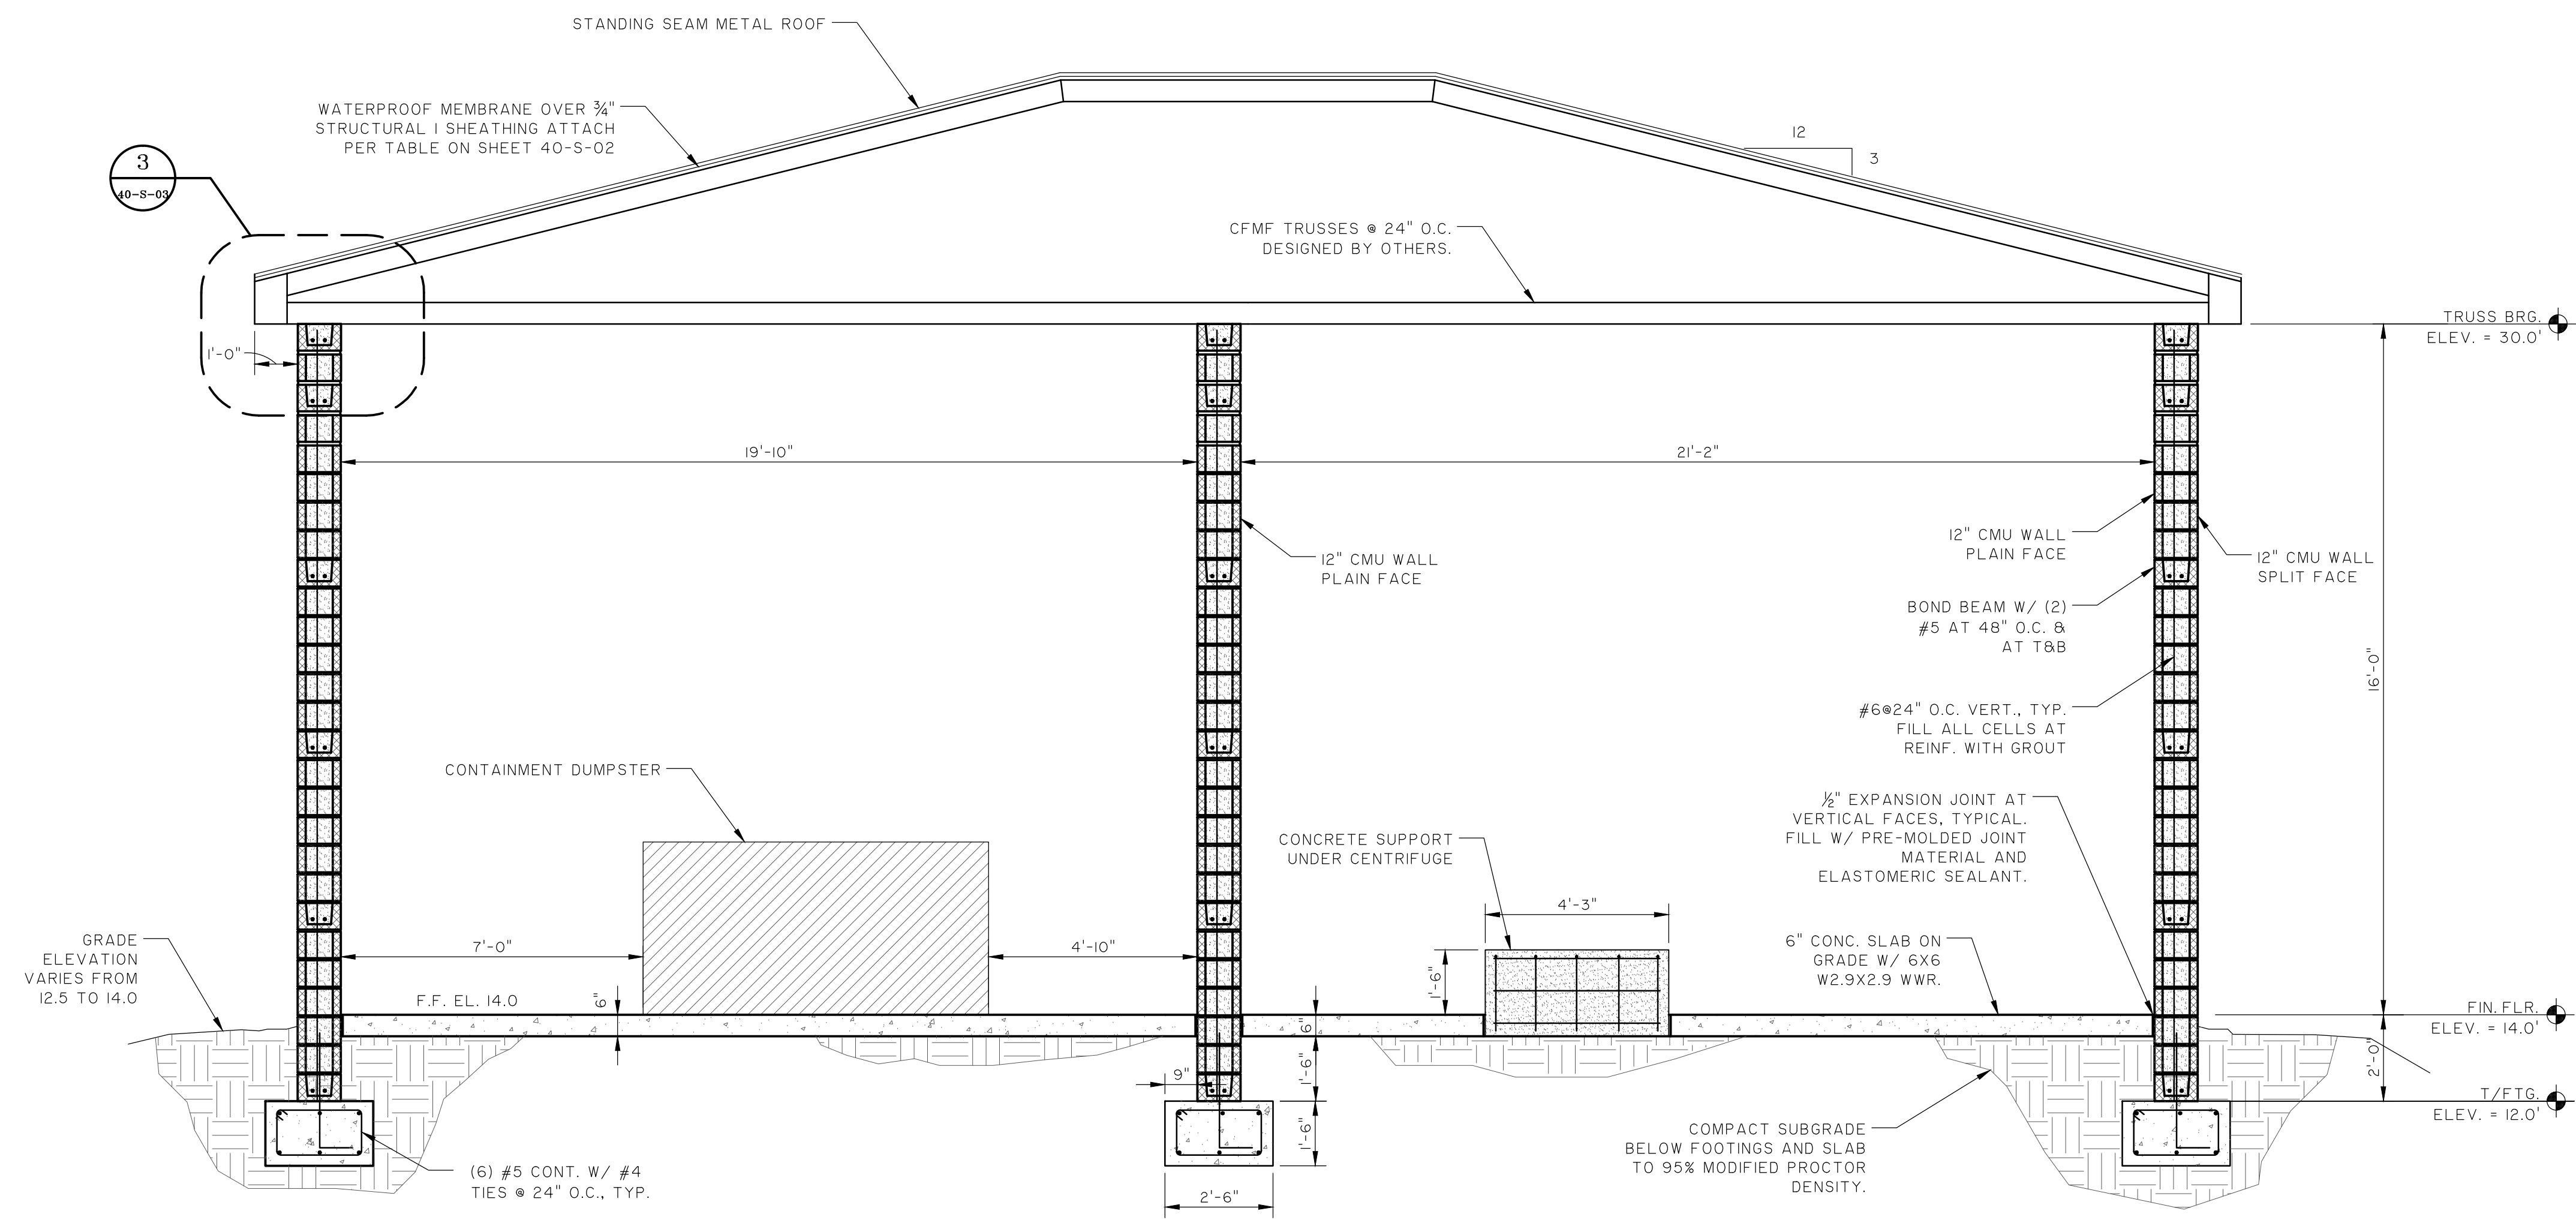 STANDING SEAM METAL ROOF
WATERPROOF MEMBRANE OVER ¾"
STRUCTURAL I SHEATHING ATTACH
PER TABLE ON SHEET 40-S-02
3
40-S-03
12
3
CFMF TRUSSES @ 24" O.C.
DESIGNED BY OTHERS.
TRUSS BRG.
ELEV. = 30.0'
1'-0"
19'-10"
21'-2"
12" CMU WALL
PLAIN FACE
12" CMU WALL
PLAIN FACE
12" CMU WALL
SPLIT FACE
BOND BEAM W/ (2)
#5 AT 48" O.C. &
AT T&B
16'-0"
#6@24" O.C. VERT., TYP.
FILL ALL CELLS AT
REINF. WITH GROUT
CONTAINMENT DUMPSTER
½" EXPANSION JOINT AT
VERTICAL FACES, TYPICAL.
FILL W/ PRE-MOLDED JOINT
MATERIAL AND
ELASTOMERIC SEALANT.
CONCRETE SUPPORT
UNDER CENTRIFUGE
4'-3"
GRADE
ELEVATION
VARIES FROM
12.5 TO 14.0
7'-0"
4'-10"
1'-6"
6" CONC. SLAB ON
GRADE W/ 6X6
W2.9X2.9 WWR.
F.F. EL. 14.0
6"
6"
FIN. FLR.
ELEV. = 14.0'
2'-0"
1'-6"
9"
T/FTG.
ELEV. = 12.0'
1'-6"
COMPACT SUBGRADE
BELOW FOOTINGS AND SLAB
TO 95% MODIFIED PROCTOR
DENSITY.
(6) #5 CONT. W/ #4
TIES @ 24" O.C., TYP.
2'-6"